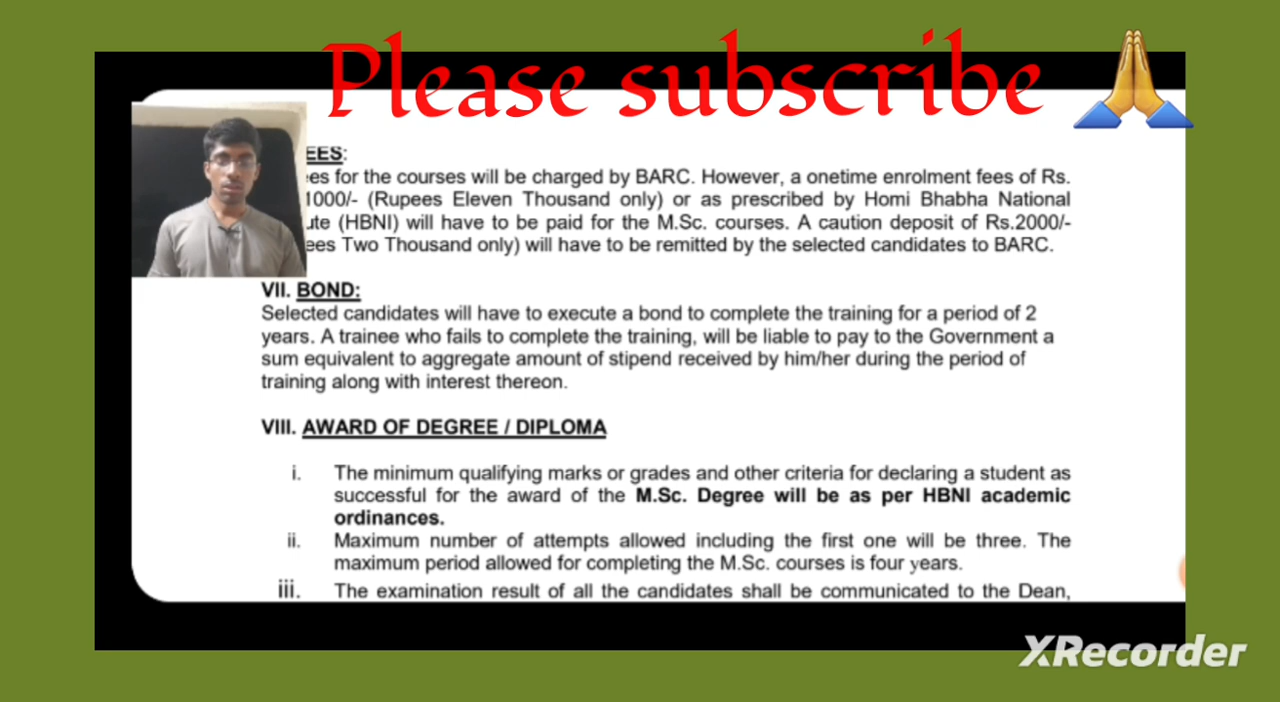 Please subscribe 🙏
EES:
es for the courses will be charged by BARC. However, a onetime enrolment fees of Rs.
1000/- (Rupees Eleven Thousand only) or as prescribed by Homi Bhabha National
ute (HBNI) will have to be paid for the M.Sc. courses. A caution deposit of Rs.2000/-
ees Two Thousand only) will have to be remitted by the selected candidates to BARC.
VII. BOND:
Selected candidates will have to execute a bond to complete the training for a period of 2
years. A trainee who fails to complete the training, will be liable to pay to the Government a
sum equivalent to aggregate amount of stipend received by him/her during the period of
training along with interest thereon.
VIII. AWARD OF DEGREE / DIPLOMA
i. The minimum qualifying marks or grades and other criteria for declaring a student as
successful for the award of the M.Sc. Degree will be as per HBNI academic
ordinances.
ii. Maximum number of attempts allowed including the first one will be three. The
maximum period allowed for completing the M.Sc. courses is four years.
iii. The examination result of all the candidates shall be communicated to the Dean,
XRecorder